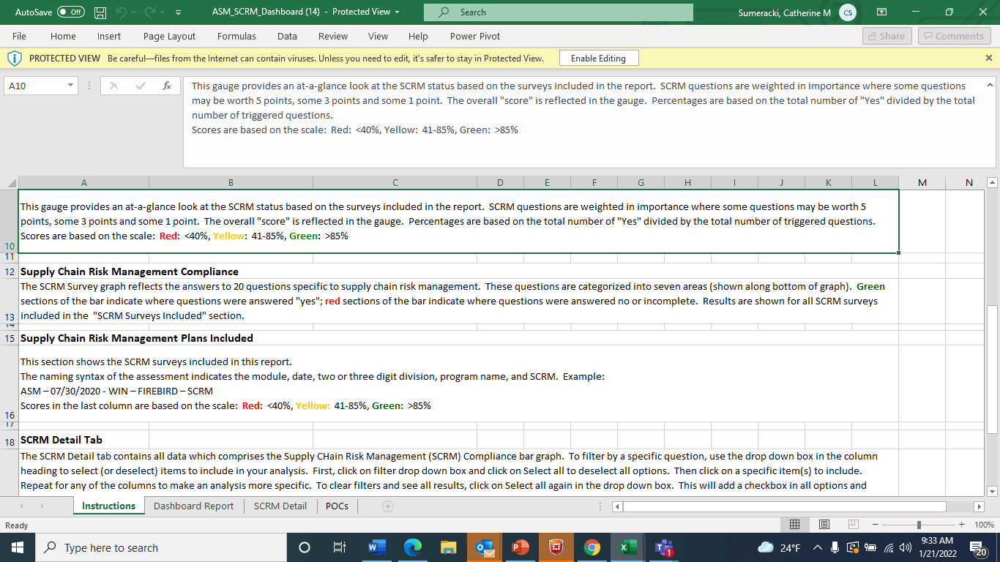 AutoSave Off ASM_SCRM_Dashboard (14) - Protected View Search Sumeracki, Catherine M CS
File Home Insert Page Layout Formulas Data Review View Help Power Pivot Share Comments
PROTECTED VIEW Be careful—files from the Internet can contain viruses. Unless you need to edit, it's safer to stay in Protected View. Enable Editing
A10 fx
This gauge provides an at-a-glance look at the SCRM status based on the surveys included in the report. SCRM questions are weighted in importance where some questions
may be worth 5 points, some 3 points and some 1 point. The overall "score" is reflected in the gauge. Percentages are based on the total number of "Yes" divided by the total
number of triggered questions.
Scores are based on the scale: Red: <40%, Yellow: 41-85%, Green: >85%
A B C D E F G H I J K L M N
This gauge provides an at-a-glance look at the SCRM status based on the surveys included in the report. SCRM questions are weighted in importance where some questions may be worth 5
points, some 3 points and some 1 point. The overall "score" is reflected in the gauge. Percentages are based on the total number of "Yes" divided by the total number of triggered questions.
Scores are based on the scale: Red: <40%, Yellow: 41-85%, Green: >85%
10
11
12 Supply Chain Risk Management Compliance
The SCRM Survey graph reflects the answers to 20 questions specific to supply chain risk management. These questions are categorized into seven areas (shown along bottom of graph). Green
sections of the bar indicate where questions were answered "yes"; red sections of the bar indicate where questions were answered no or incomplete. Results are shown for all SCRM surveys
13 included in the "SCRM Surveys Included" section.
14
15 Supply Chain Risk Management Plans Included
This section shows the SCRM surveys included in this report.
The naming syntax of the assessment indicates the module, date, two or three digit division, program name, and SCRM. Example:
ASM – 07/30/2020 - WIN – FIREBIRD – SCRM
Scores in the last column are based on the scale: Red: <40%, Yellow: 41-85%, Green: >85%
16
17
18 SCRM Detail Tab
The SCRM Detail tab contains all data which comprises the Supply CHain Risk Management (SCRM) Compliance bar graph. To filter by a specific question, use the drop down box in the column
heading to select (or deselect) items to include in your analysis. First, click on filter drop down box and click on Select all to deselect all options. Then click on a specific item(s) to include.
Repeat for any of the columns to make an analysis more specific. To clear filters and see all results, click on Select all again in the drop down box. This will add a checkbox in all options and
Instructions Dashboard Report SCRM Detail POCs
Ready 100%
Type here to search 24°F 9:33 AM
1/21/2022 20